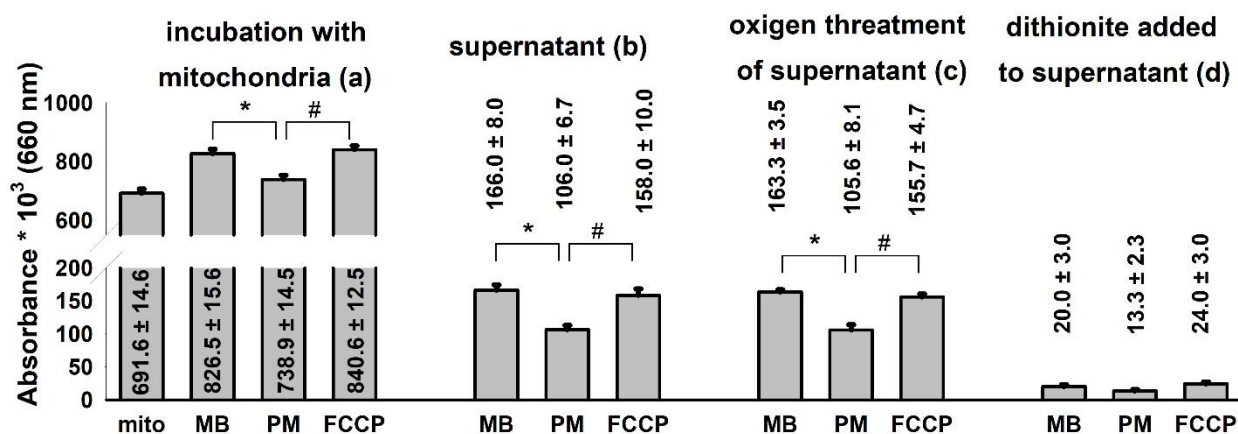 incubation with
mitochondria (a)
supernatant (b)
oxigen threatment
of supernatant (c)
dithionite added
to supernatant (d)
Absorbance * 10³ (660 nm)
1000
800
600
200
150
100
50
0
* #
691.6 ± 14.6
826.5 ± 15.6
738.9 ± 14.5
840.6 ± 12.5
mito MB PM FCCP
166.0 ± 8.0
106.0 ± 6.7
158.0 ± 10.0
* #
MB PM FCCP
163.3 ± 3.5
105.6 ± 8.1
155.7 ± 4.7
* #
MB PM FCCP
20.0 ± 3.0
13.3 ± 2.3
24.0 ± 3.0
MB PM FCCP